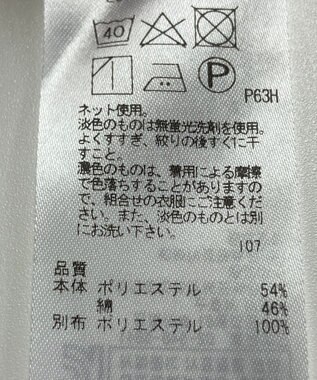 40
P
P63H
ネット使用。
淡色のものは無蛍光洗剤を使用。
よくすすぎ、絞りの後すぐに干
すこと。
濃色のものは、着用による摩擦
で色落ちすることがありますの
で、組合せの衣服にご注意くだ
さい。また、淡色のものとは別
にお洗い下さい。
107
品質
本体 ポリエステル 54%
綿 46%
別布 ポリエステル 100%